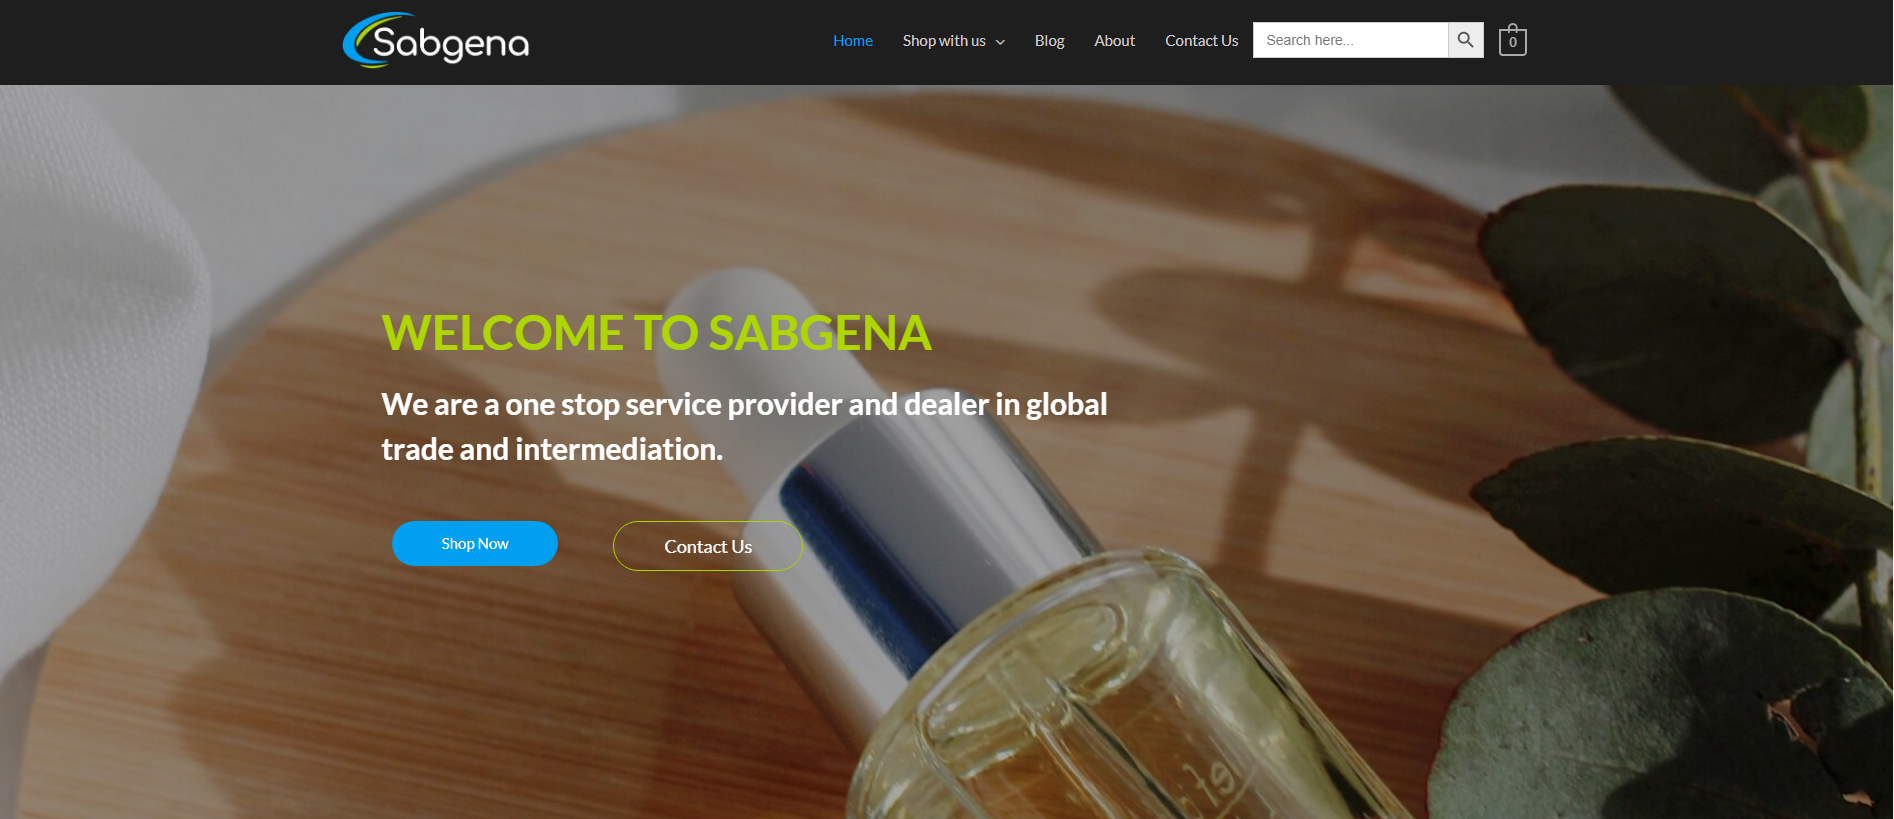 Sabgena
Home
Shop with us
Blog
About
Contact Us
Search here...
0
WELCOME TO SABGENA
We are a one stop service provider and dealer in global
trade and intermediation.
Shop Now
Contact Us